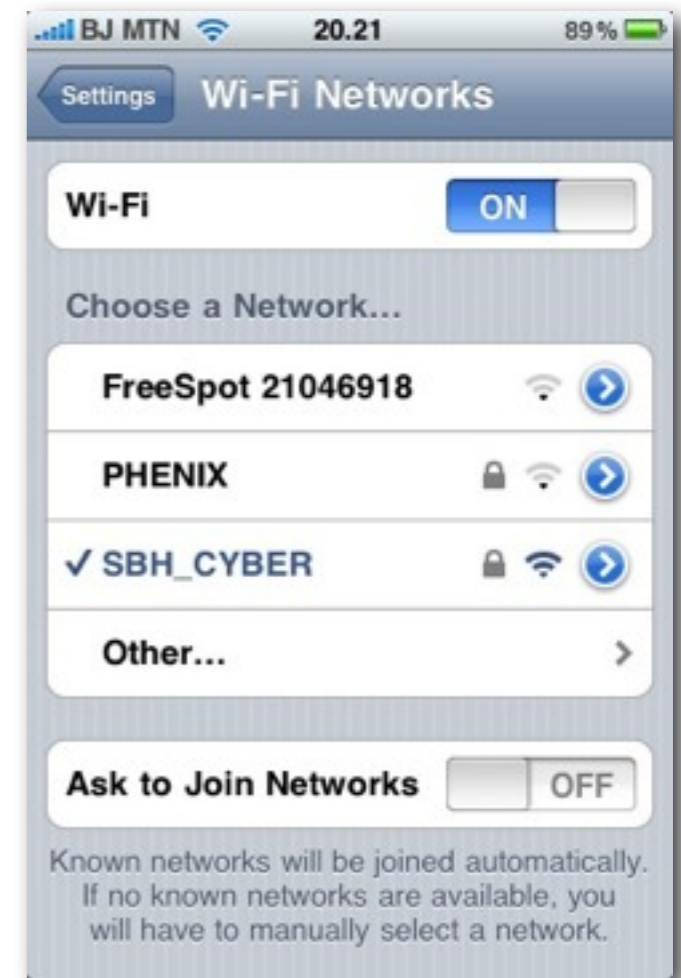 BJ MTN 20.21 89%
Settings Wi-Fi Networks
Wi-Fi ON
Choose a Network...
FreeSpot 21046918
PHENIX
SBH_CYBER
Other...
Ask to Join Networks OFF
Known networks will be joined automatically.
If no known networks are available, you
will have to manually select a network.